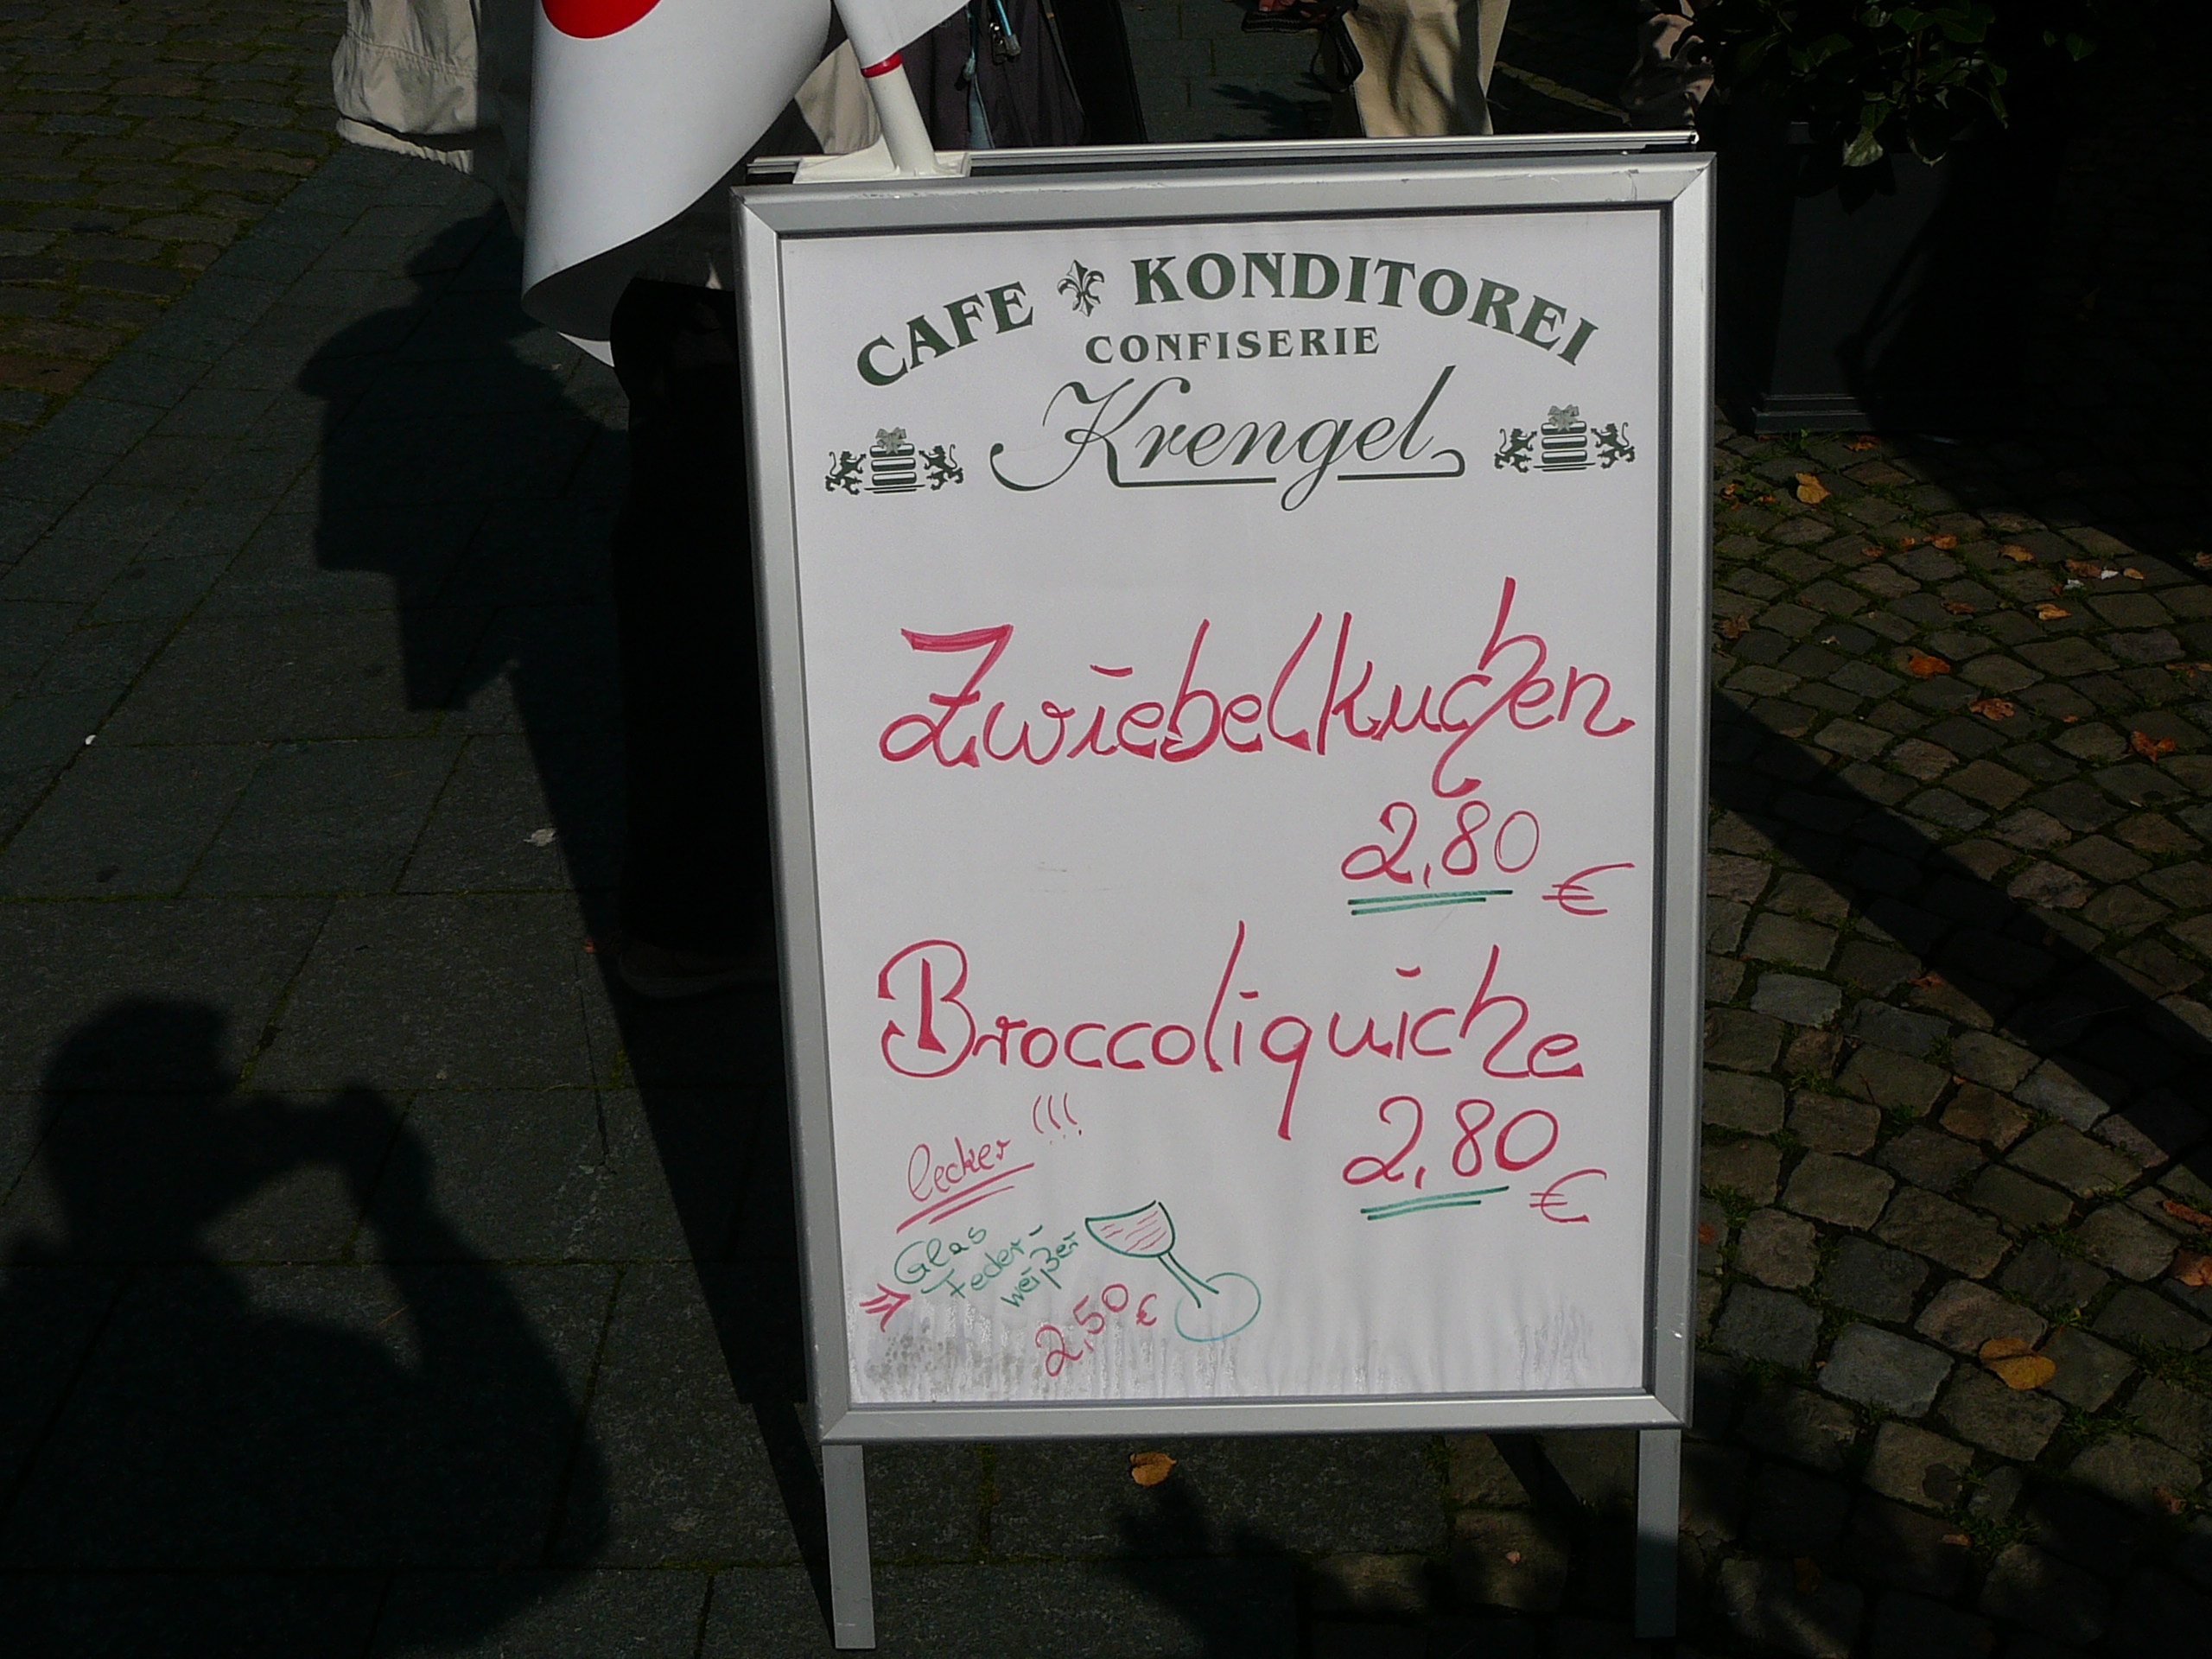 CAFE KONDITOREI
CONFISERIE
Krengel
Zwiebelkuchen
2,80 €
Broccoliquiche
2,80 €
lecker !!!
Glas
Feder-
weißer
2,50 €